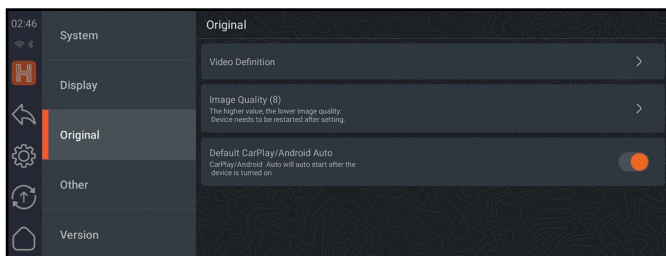 02:46
System
Display
Original
Other
Version
Original
Video Definition
Image Quality (8)
The higher value, the lower image quality.
Device needs to be restarted after setting.
Default CarPlay/Android Auto
CarPlay/Android Auto will auto start after the
device is turned on